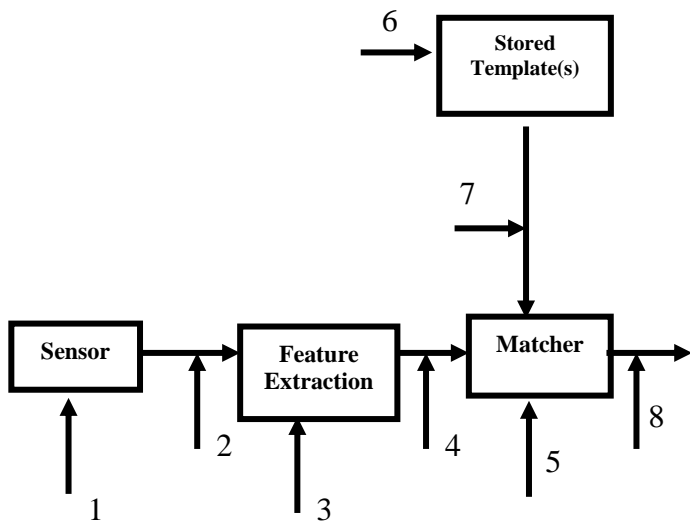 6
Stored
Template(s)
7
Sensor
Feature
Extraction
Matcher
1
2
3
4
5
8